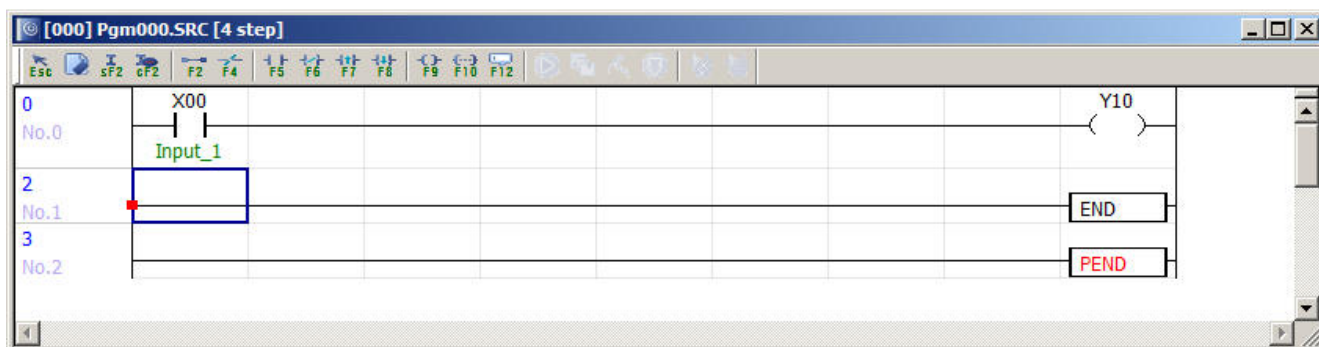 [000] Pgm000.SRC [4 step]
Esc sF2 cF2 F2 F4 F5 F6 F7 F8 F9 F10 F12
0 X00 Y10
No.0
Input_1
2
No.1 END
3
No.2 PEND